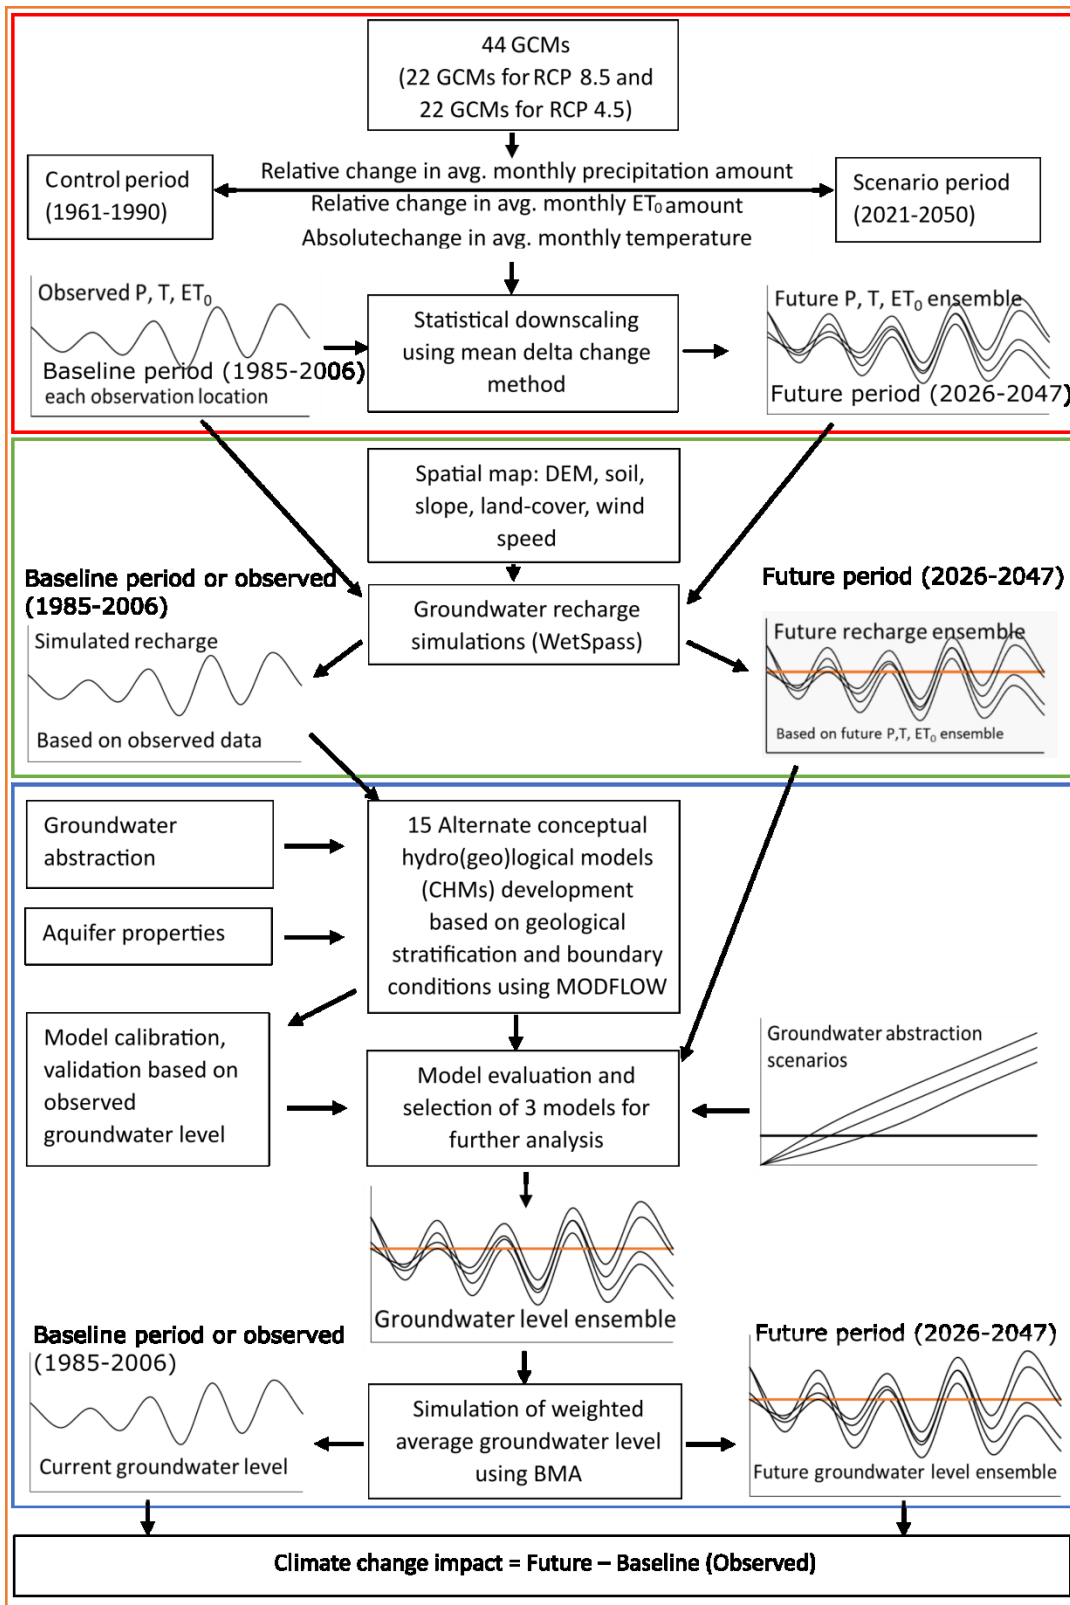 44 GCMs
(22 GCMs for RCP 8.5 and
22 GCMs for RCP 4.5)
Control period
(1961-1990)
Relative change in avg. monthly precipitation amount
Relative change in avg. monthly ET₀ amount
Absolutechange in avg. monthly temperature
Scenario period
(2021-2050)
Observed P, T, ET₀
Baseline period (1985-2006)
each observation location
Statistical downscaling
using mean delta change
method
Future P, T, ET₀ ensemble
Future period (2026-2047)
Spatial map: DEM, soil,
slope, land-cover, wind
speed
Baseline period or observed
(1985-2006)
Simulated recharge
Based on observed data
Groundwater recharge
simulations (WetSpass)
Future period (2026-2047)
Future recharge ensemble
Based on future P,T, ET₀ ensemble
Groundwater
abstraction
Aquifer properties
15 Alternate conceptual
hydro(geo)logical models
(CHMs) development
based on geological
stratification and boundary
conditions using MODFLOW
Model calibration,
validation based on
observed
groundwater level
Model evaluation and
selection of 3 models for
further analysis
Groundwater abstraction
scenarios
Groundwater level ensemble
Baseline period or observed
(1985-2006)
Current groundwater level
Simulation of weighted
average groundwater level
using BMA
Future period (2026-2047)
Future groundwater level ensemble
Climate change impact = Future – Baseline (Observed)